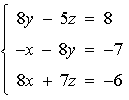 8y − 5z = 8
−x − 8y = −7
8x + 7z = −6